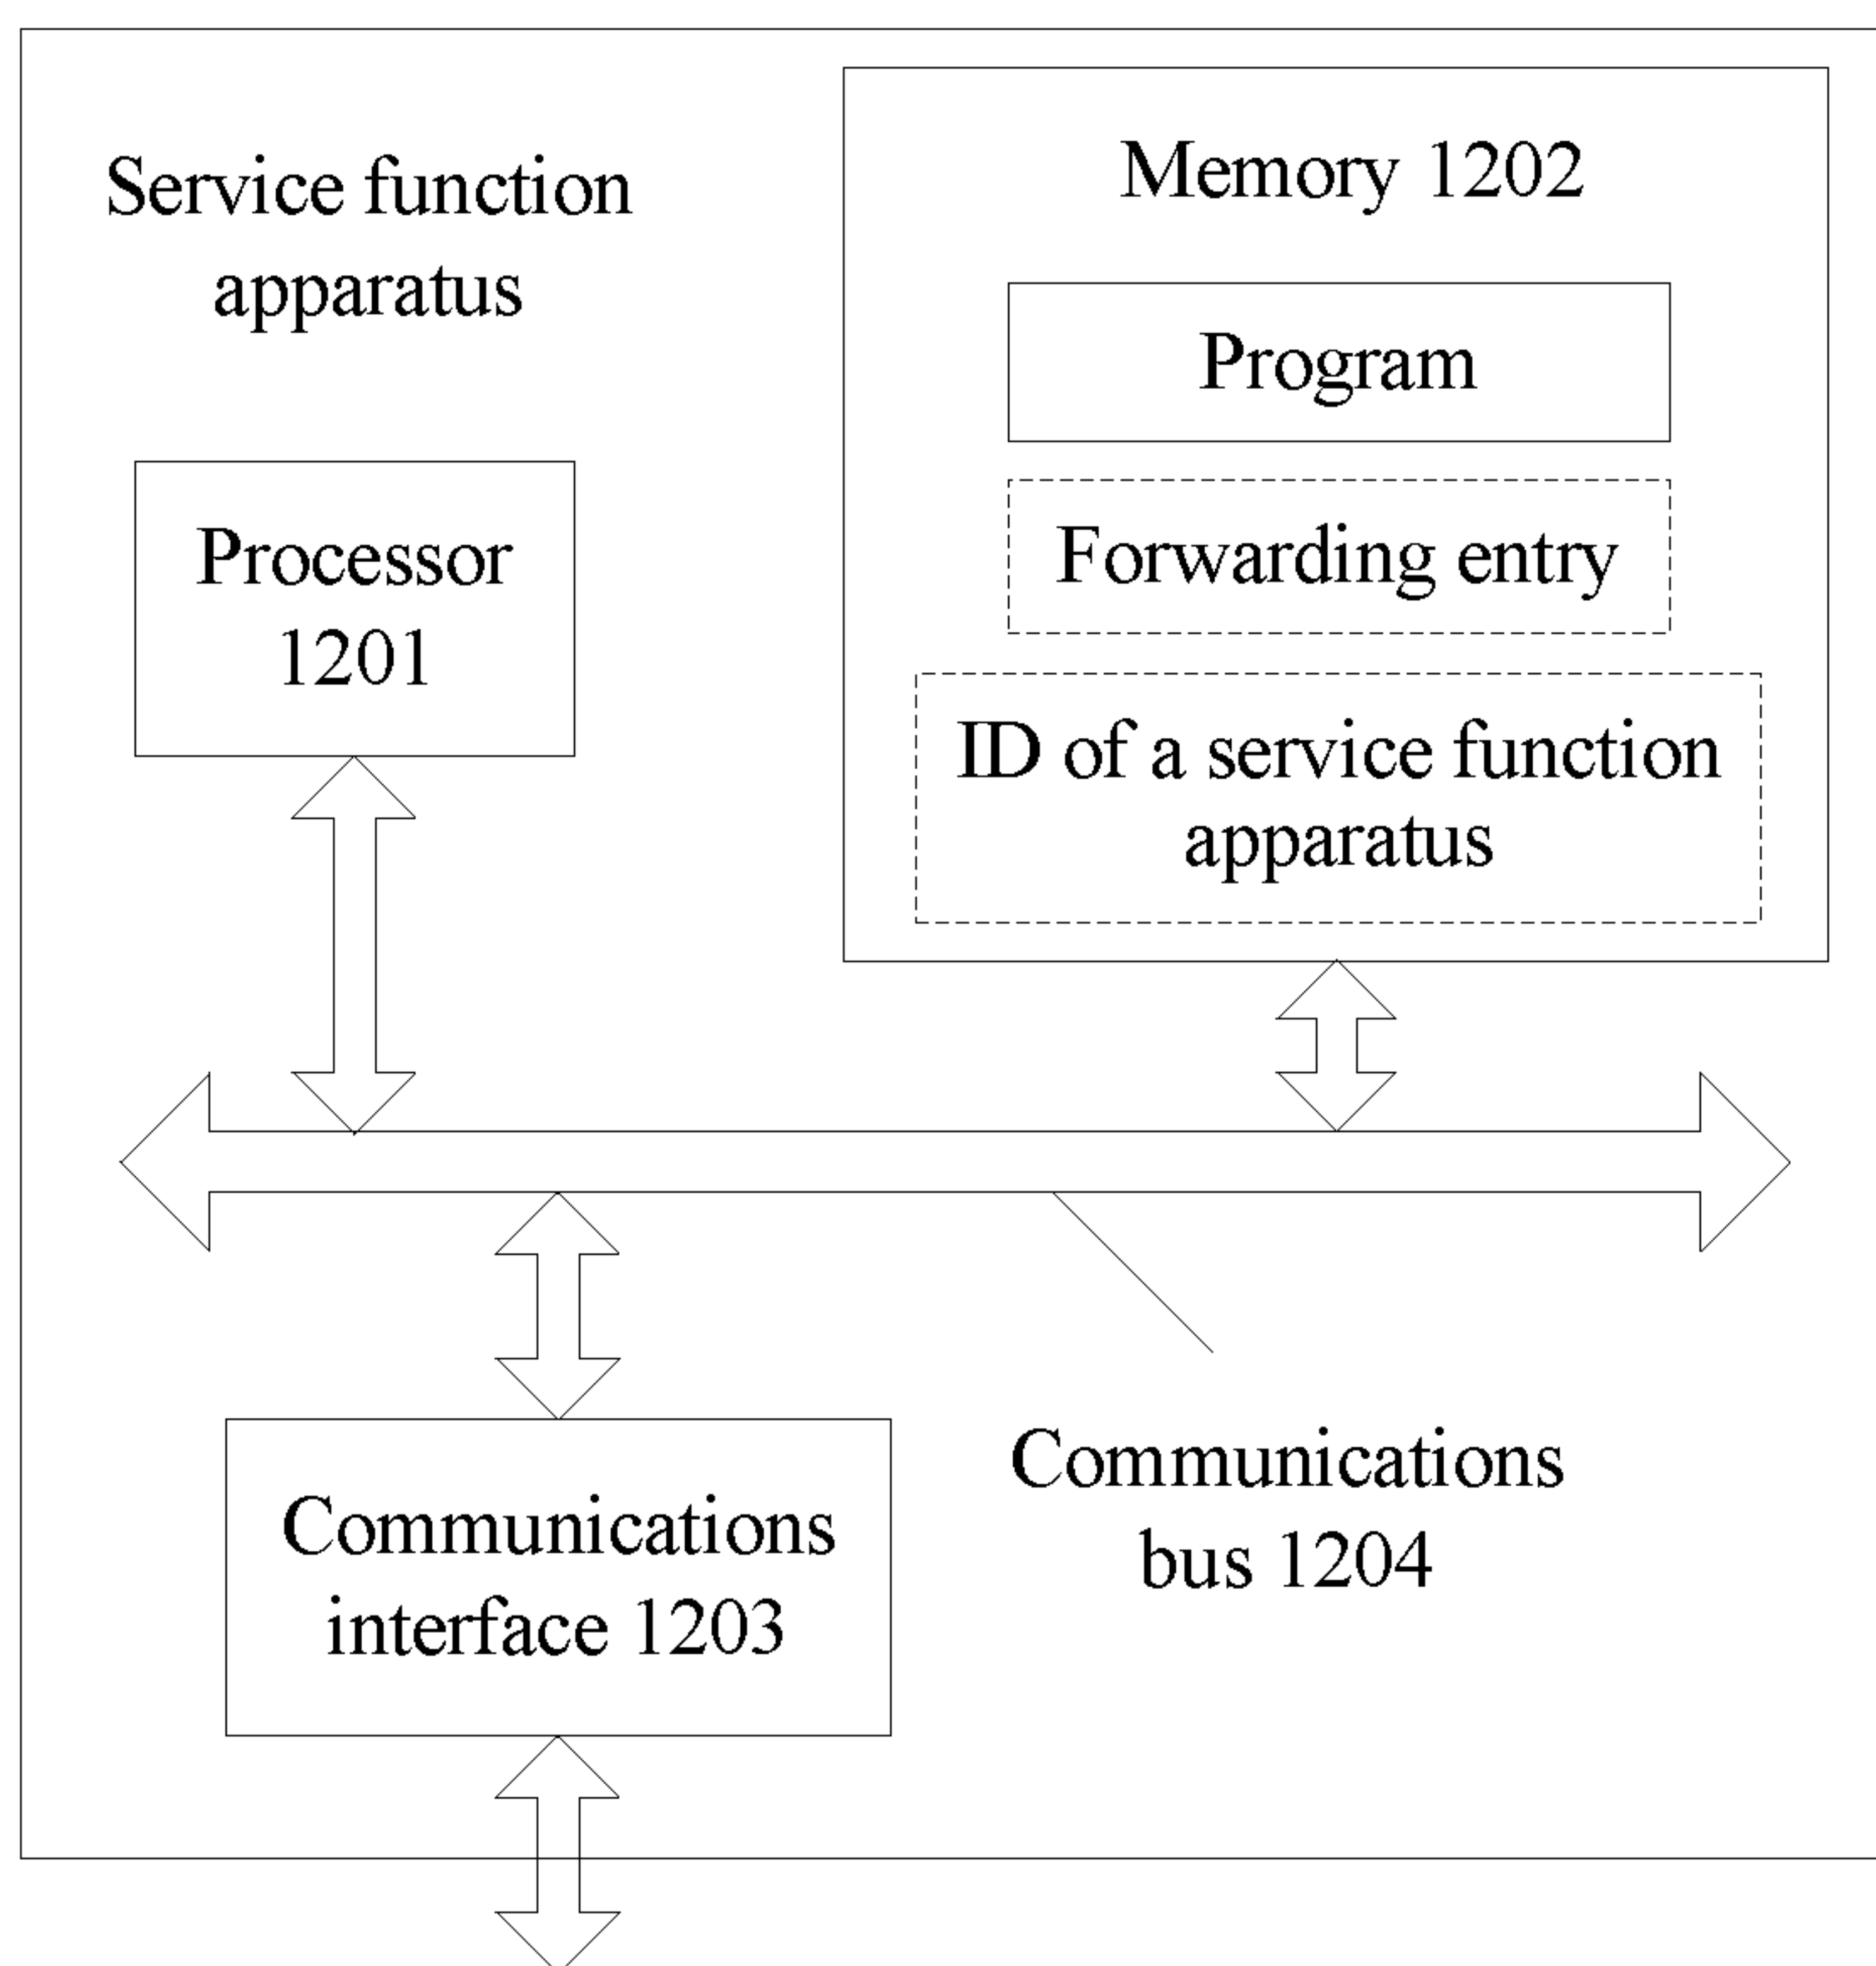 Service function
apparatus
Memory 1202
Program
Forwarding entry
ID of a service function
apparatus
Processor
1201
Communications
interface 1203
Communications
bus 1204